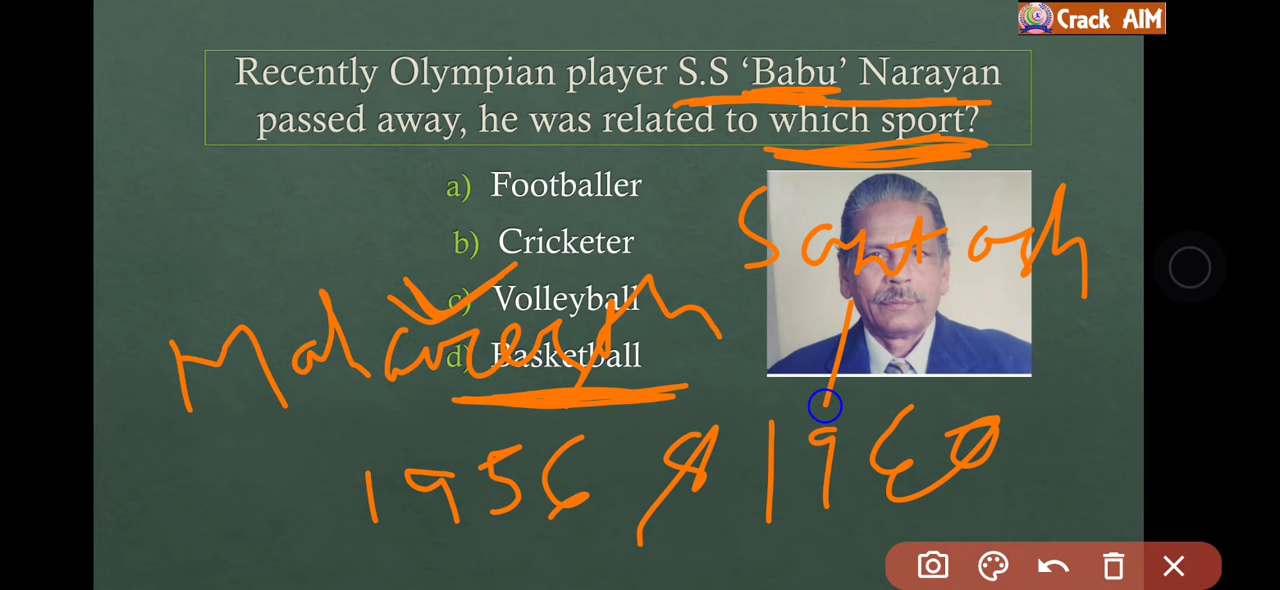 Crack AIM
Recently Olympian player S.S 'Babu' Narayan
passed away, he was related to which sport?
a) Footballer
b) Cricketer
c) Volleyball
d) Basketball
Santosh
1956 & 1960